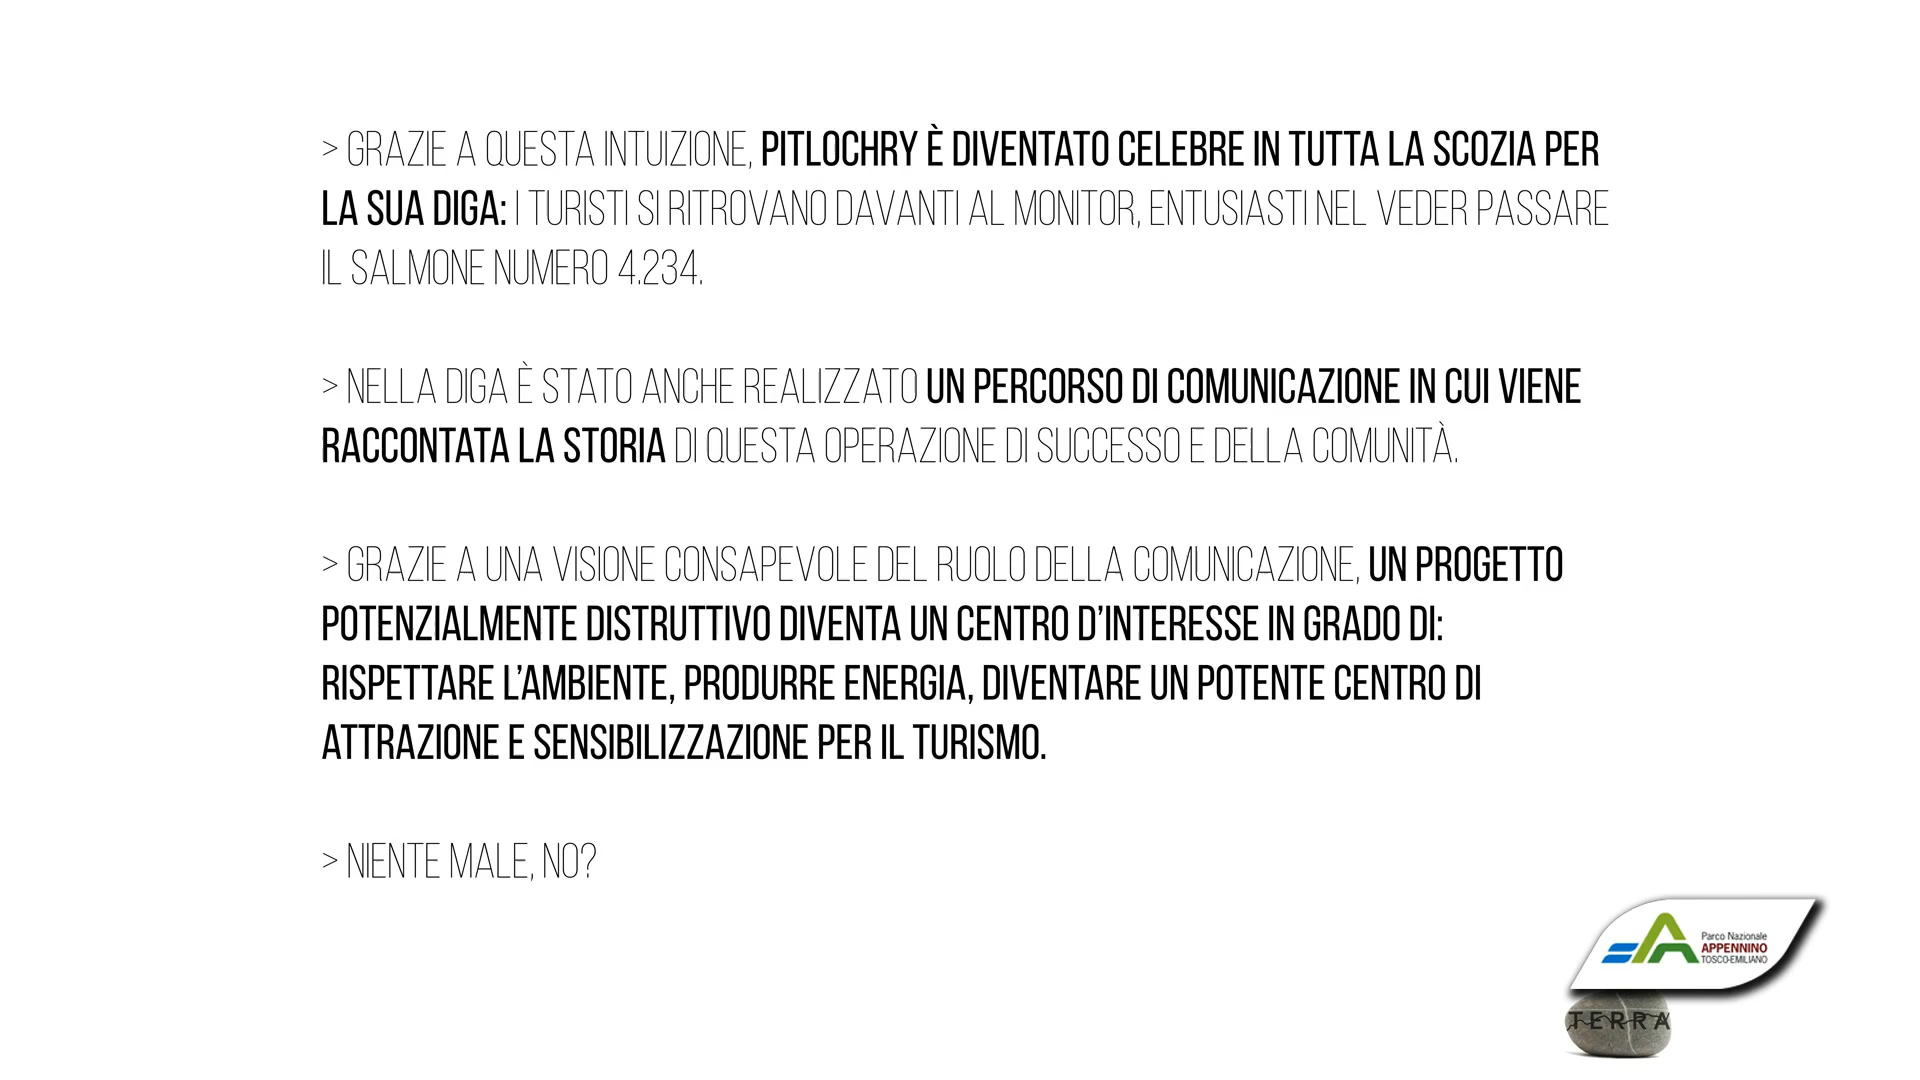 > GRAZIE A QUESTA INTUIZIONE, PITLOCHRY È DIVENTATO CELEBRE IN TUTTA LA SCOZIA PER
LA SUA DIGA: I TURISTI SI RITROVANO DAVANTI AL MONITOR, ENTUSIASTI NEL VEDER PASSARE
IL SALMONE NUMERO 4.234.
> NELLA DIGA È STATO ANCHE REALIZZATO UN PERCORSO DI COMUNICAZIONE IN CUI VIENE
RACCONTATA LA STORIA DI QUESTA OPERAZIONE DI SUCCESSO E DELLA COMUNITÀ.
> GRAZIE A UNA VISIONE CONSAPEVOLE DEL RUOLO DELLA COMUNICAZIONE, UN PROGETTO
POTENZIALMENTE DISTRUTTIVO DIVENTA UN CENTRO D’INTERESSE IN GRADO DI:
RISPETTARE L’AMBIENTE, PRODURRE ENERGIA, DIVENTARE UN POTENTE CENTRO DI
ATTRAZIONE E SENSIBILIZZAZIONE PER IL TURISMO.
> NIENTE MALE, NO?
Parco Nazionale
APPENNINO
TOSCO-EMILIANO
TERRA